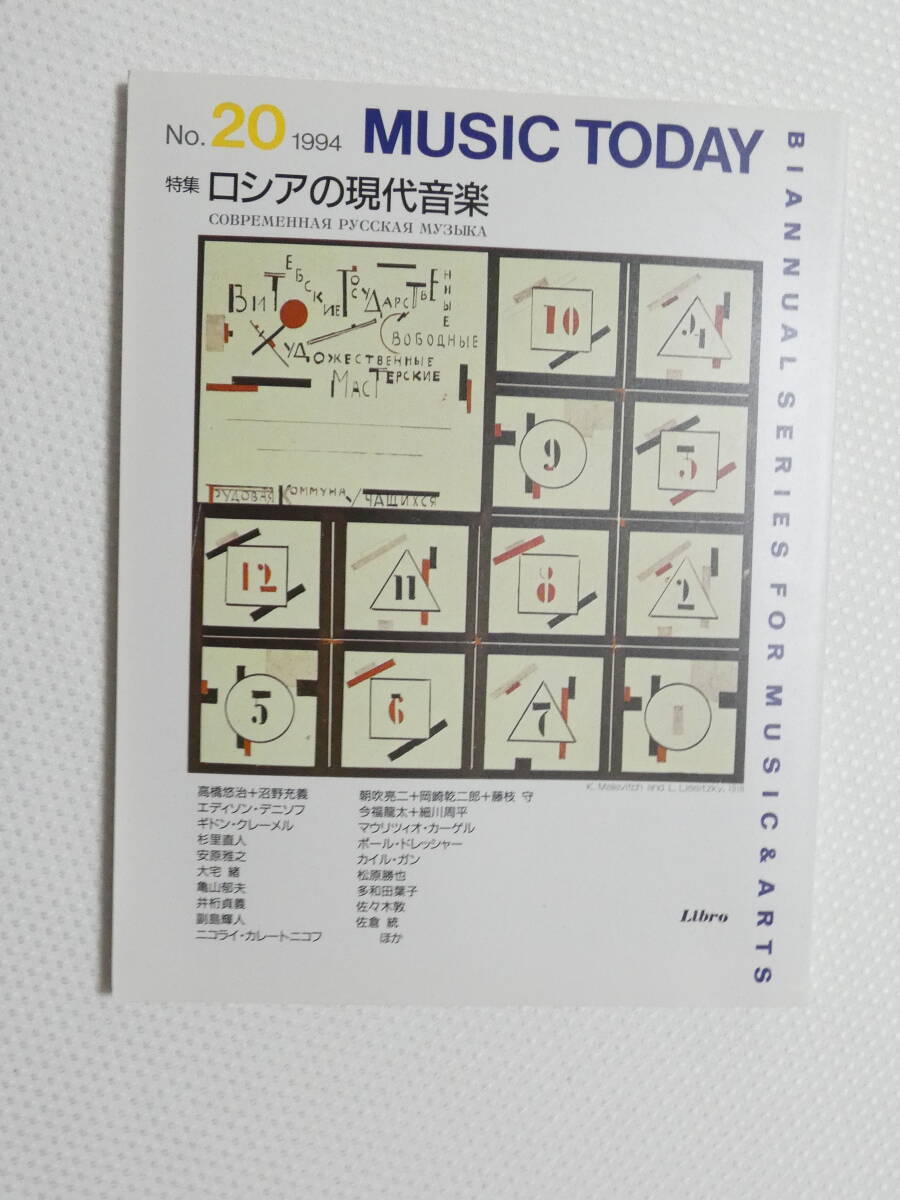 No. 20 1994 MUSIC TODAY
特集 ロシアの現代音楽
СОВРЕМЕННАЯ РУССКАЯ МУЗЫКА
BIANNUAL SERIES FOR MUSIC & ARTS
ВИТЕБСКИЕ ГОСУДАРСТВЕННЫЕ
СВОБОДНЫЕ
ХУДОЖЕСТВЕННЫЕ
МАСТЕРСКИЕ
ТРУДОВАЯ КОММУНА УЧАЩИХСЯ
10
9 3
12 11 8 2
5 6 7 1
K. Malevitch and L. Lissitzky, 1919
高橋悠治+沼野充義
エディソン・デニソフ
ギドン・クレーメル
杉里直人
安原雅之
大宅 緒
亀山郁夫
井桁貞義
副島輝人
ニコライ・カレートニコフ
朝吹亮二+岡崎乾二郎+藤枝 守
今福龍太+細川周平
マウリツィオ・カーゲル
ポール・ドレッシャー
カイル・ガン
松原勝也
多和田葉子
佐々木敦
佐倉 統
ほか
Libro